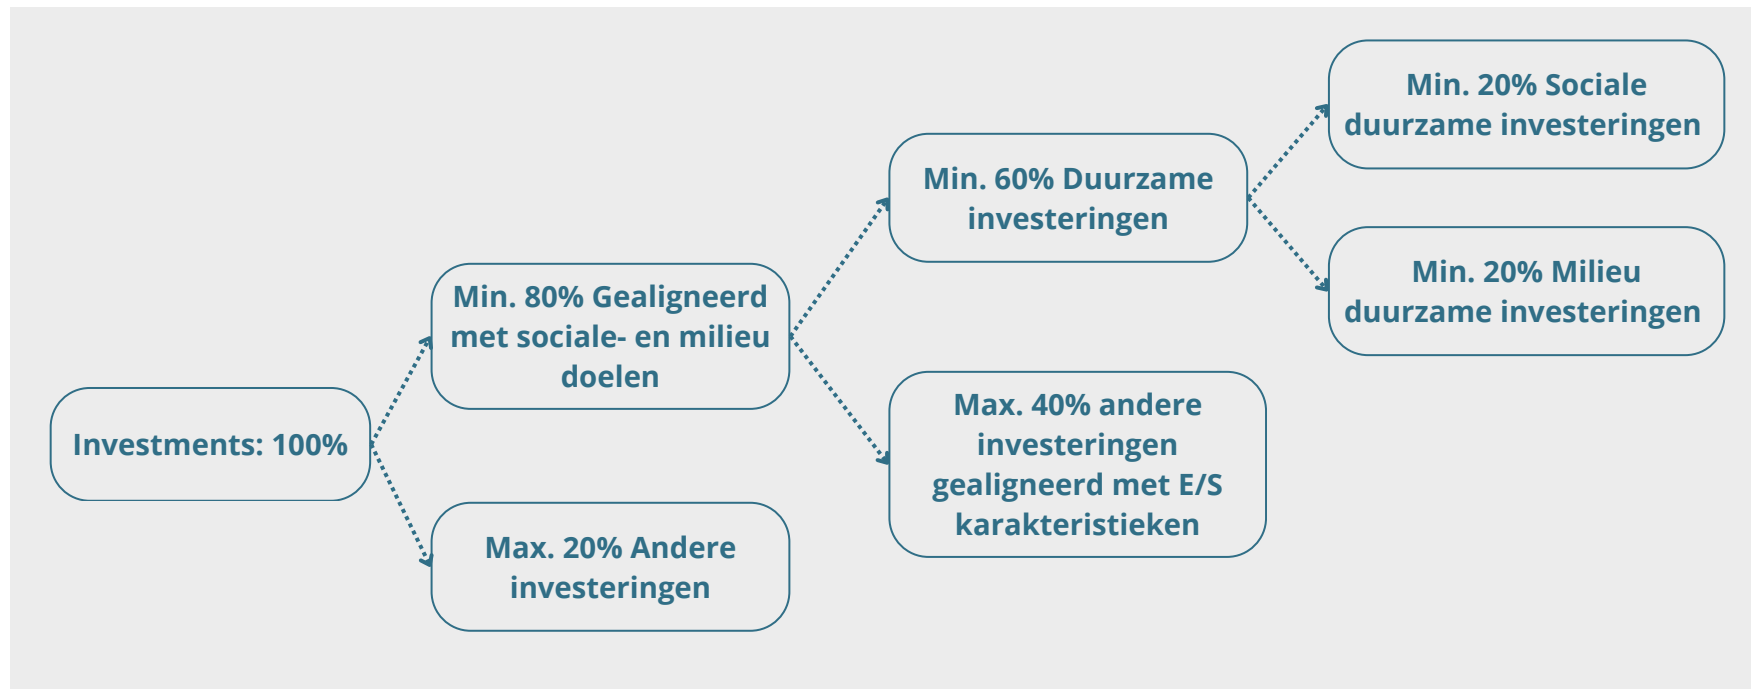 Investments: 100%
Min. 80% Gealigneerd
met sociale- en milieu
doelen
Max. 20% Andere
investeringen
Min. 60% Duurzame
investeringen
Max. 40% andere
investeringen
gealigneerd met E/S
karakteristieken
Min. 20% Sociale
duurzame investeringen
Min. 20% Milieu
duurzame investeringen